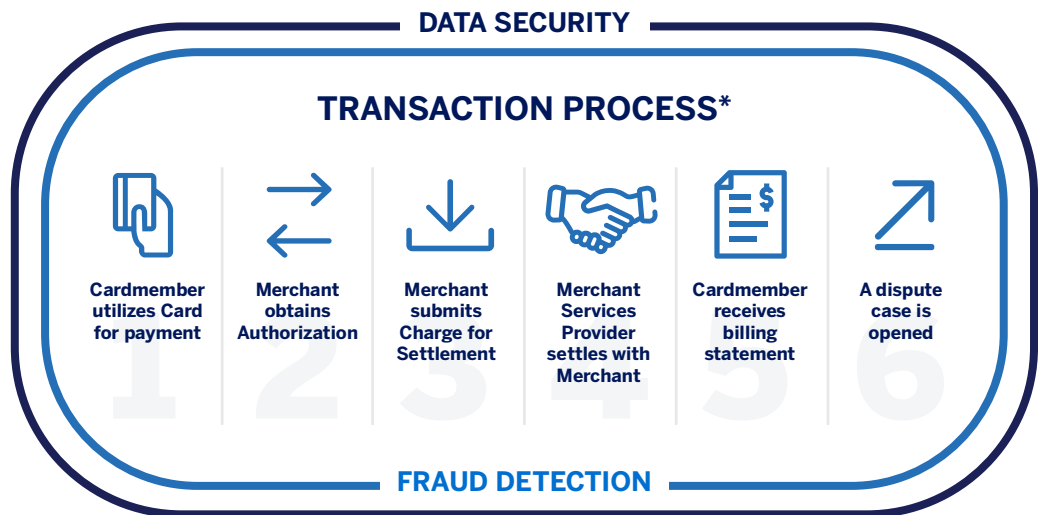 DATA SECURITY
TRANSACTION PROCESS*
$
Cardmember
utilizes Card
for payment
1
Merchant
obtains
Authorization
2
Merchant
submits
Charge for
Settlement
3
Merchant
Services
Provider
settles with
Merchant
4
Cardmember
receives
billing
statement
5
A dispute
case is
opened
6
FRAUD DETECTION